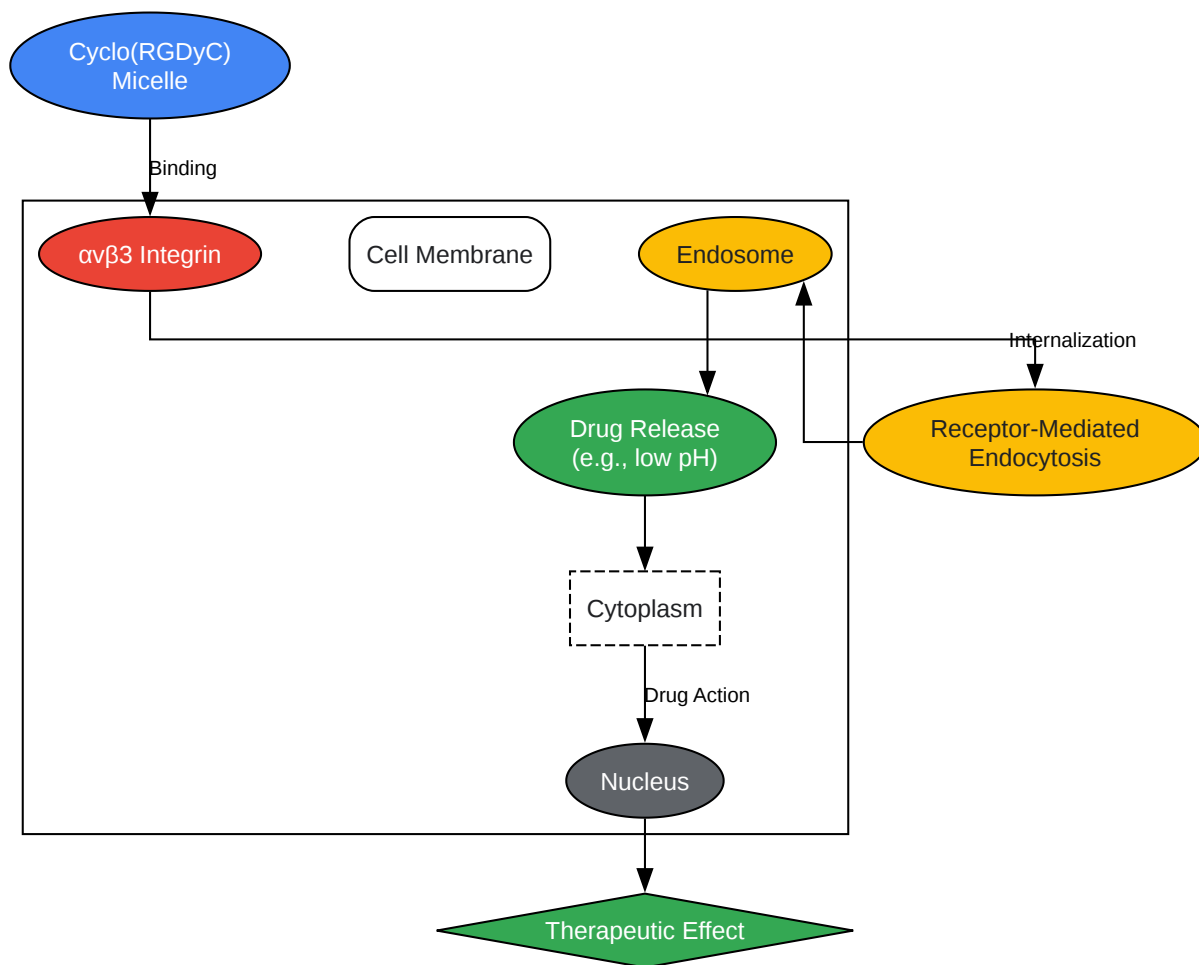 Cyclo(RGDyC)
Micelle
Binding
αvβ3 Integrin
Cell Membrane
Endosome
Internalization
Drug Release
(e.g., low pH)
Receptor-Mediated
Endocytosis
Cytoplasm
Drug Action
Nucleus
Therapeutic Effect